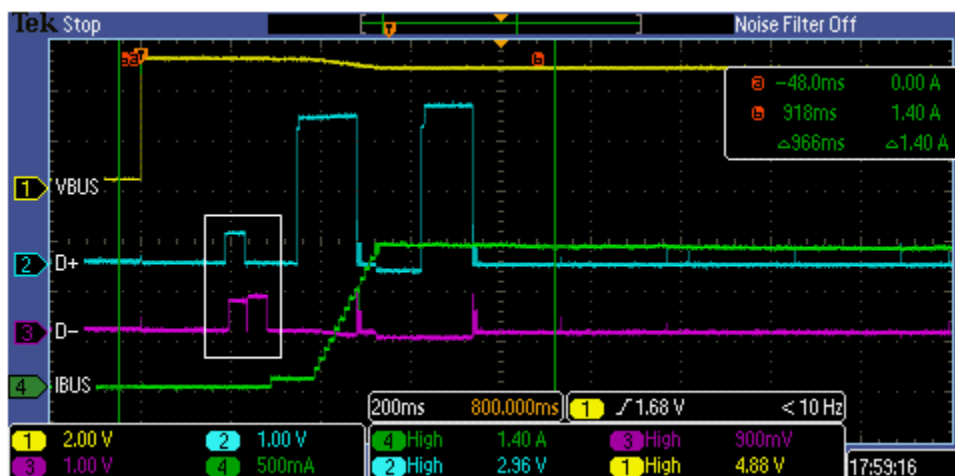 Tek Stop
Noise Filter Off
a b
a -48.0ms 0.00 A
b 918ms 1.40 A
△966ms △1.40 A
1 VBUS
2 D+
3 D-
4 IBUS
200ms 800.000ms
1 ∫ 1.68 V < 10 Hz
1 2.00 V 2 1.00 V
3 1.00 V 4 500mA
4 High 1.40 A 3 High 900mV
2 High 2.96 V 1 High 4.88 V
17:59:16